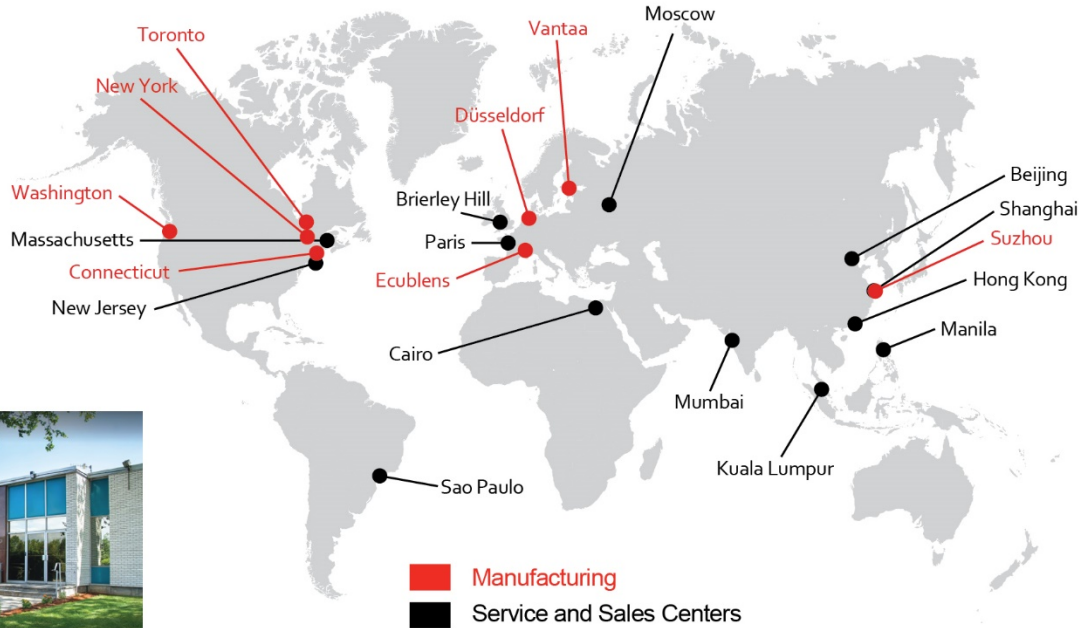 Moscow
Toronto
Vantaa
New York
Düsseldorf
Beijing
Washington
Brierley Hill
Shanghai
Massachusetts
Paris
Suzhou
Connecticut
Ecublens
Hong Kong
New Jersey
Manila
Cairo
Mumbai
Kuala Lumpur
Sao Paulo
Manufacturing
Service and Sales Centers